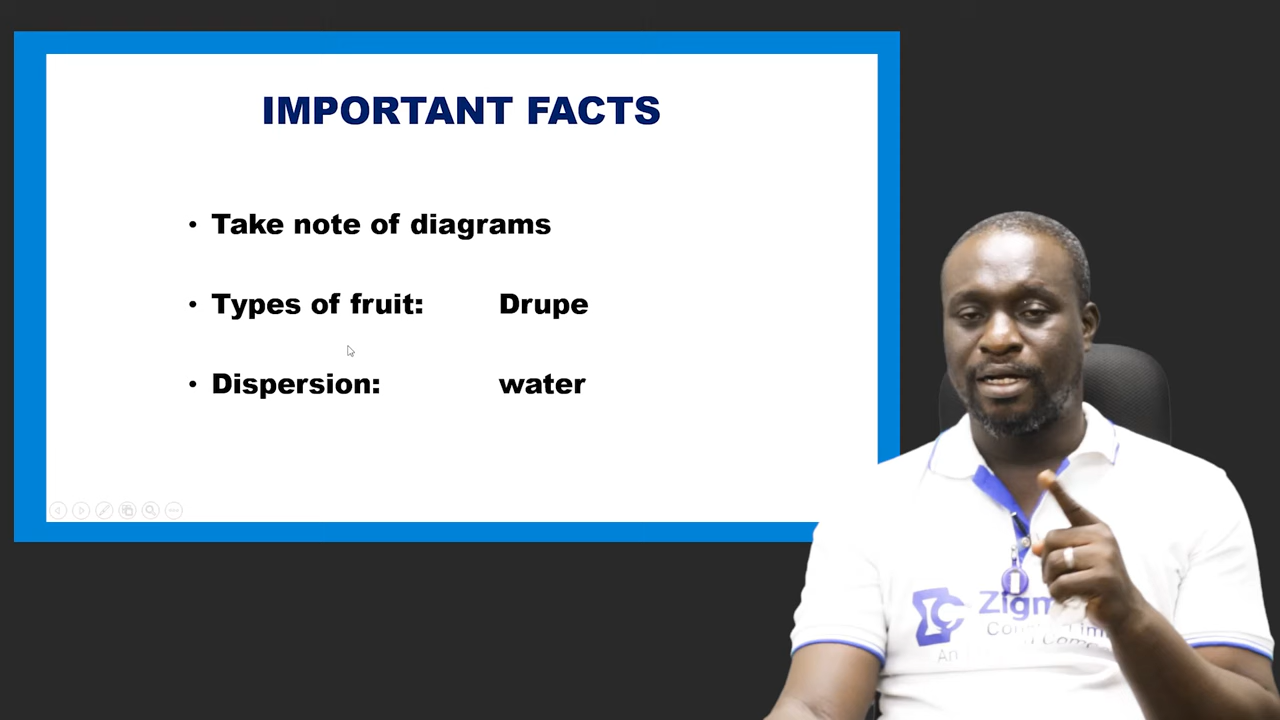 IMPORTANT FACTS
• Take note of diagrams
• Types of fruit: Drupe
• Dispersion: water